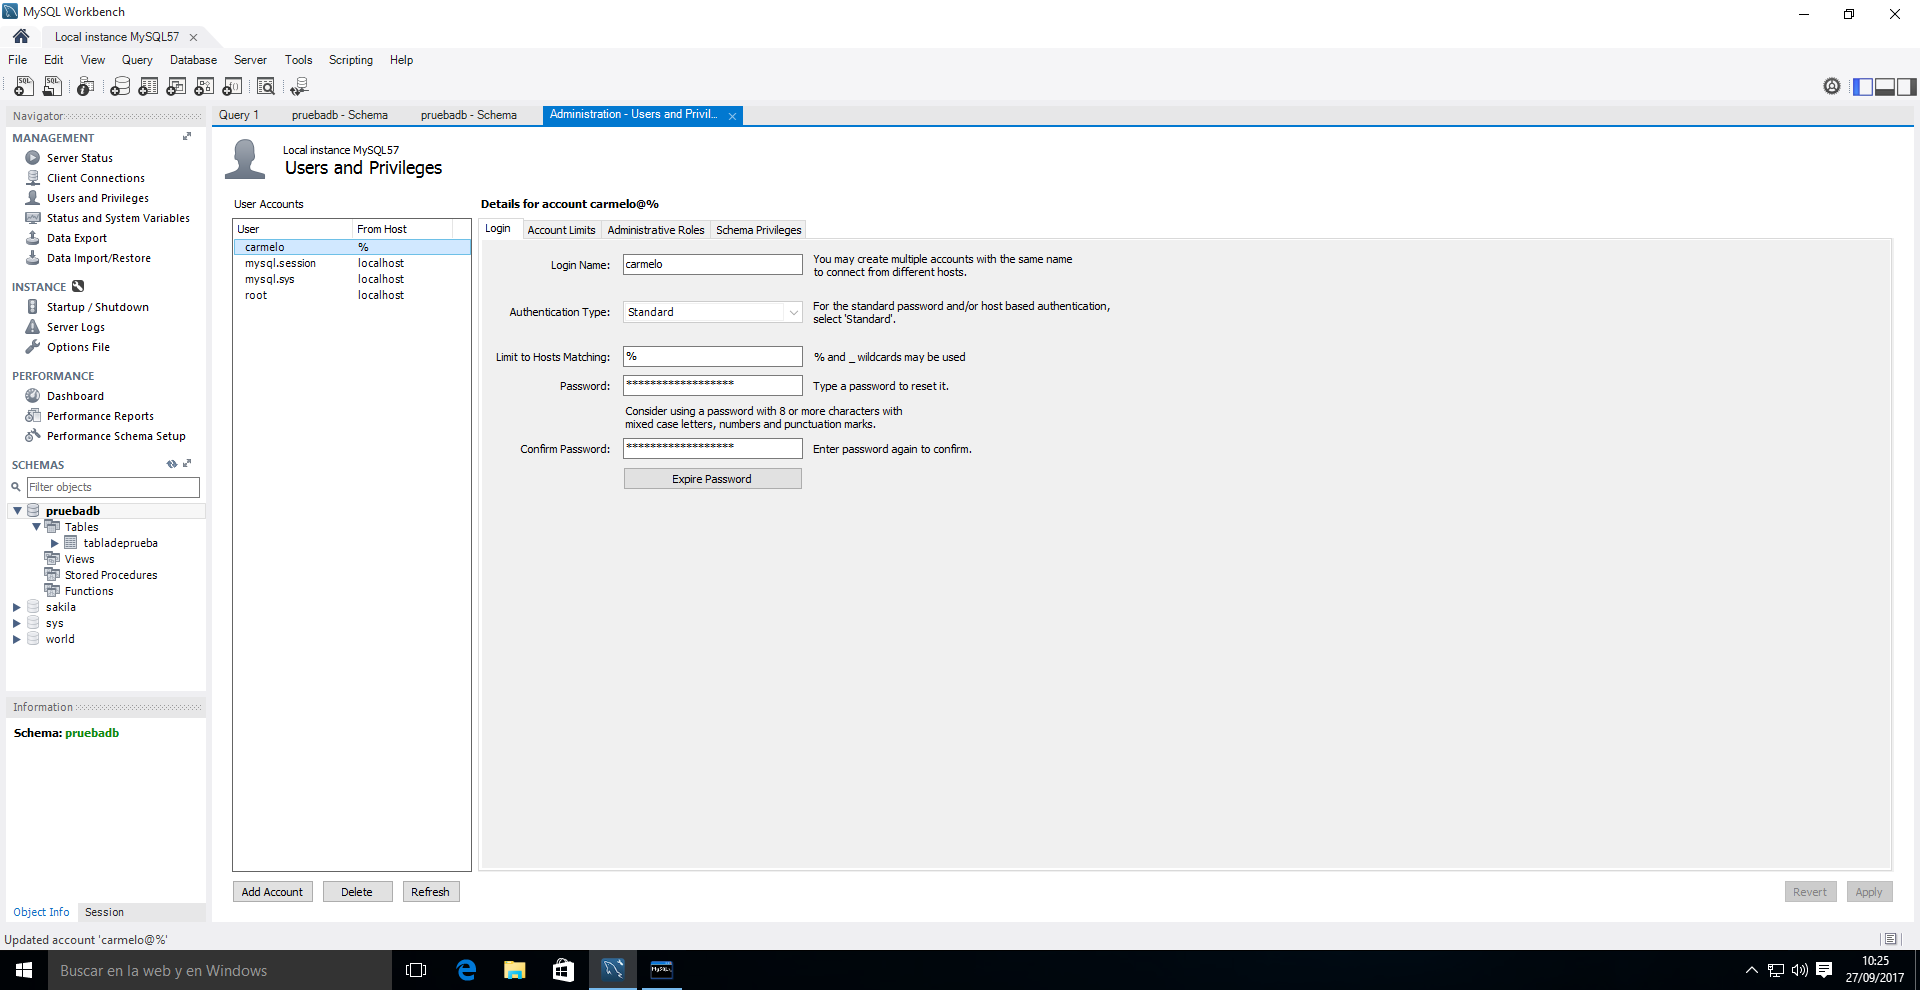 MySQL Workbench
Local instance MySQL57
File Edit View Query Database Server Tools Scripting Help
Navigator
MANAGEMENT
Server Status
Client Connections
Users and Privileges
Status and System Variables
Data Export
Data Import/Restore
INSTANCE
Startup / Shutdown
Server Logs
Options File
PERFORMANCE
Dashboard
Performance Reports
Performance Schema Setup
SCHEMAS
Filter objects
pruebadb
Tables
tabladeprueba
Views
Stored Procedures
Functions
sakila
sys
world
Information
Schema: pruebadb
Object Info Session
Query 1 pruebadb - Schema pruebadb - Schema Administration - Users and Privil...
Local instance MySQL57
Users and Privileges
User Accounts
User From Host
carmelo %
mysql.session localhost
mysql.sys localhost
root localhost
Add Account Delete Refresh
Details for account carmelo@%
Login Account Limits Administrative Roles Schema Privileges
Login Name: carmelo You may create multiple accounts with the same name
to connect from different hosts.
Authentication Type: Standard For the standard password and/or host based authentication,
select 'Standard'.
Limit to Hosts Matching: % % and _ wildcards may be used
Password: ****************** Type a password to reset it.
Consider using a password with 8 or more characters with
mixed case letters, numbers and punctuation marks.
Confirm Password: ****************** Enter password again to confirm.
Expire Password
Revert Apply
Updated account 'carmelo@%'
Buscar en la web y en Windows
10:25
27/09/2017